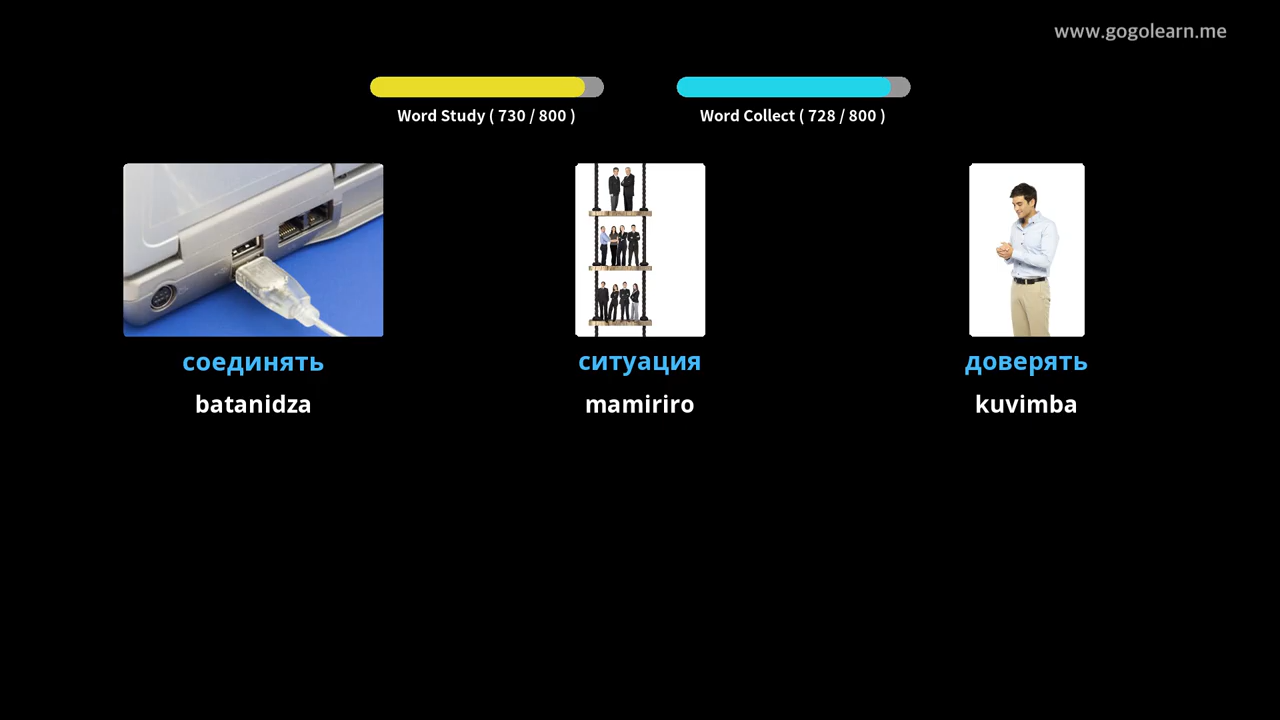 www.gogolearn.me
Word Study ( 730 / 800 )
Word Collect ( 728 / 800 )
соединять
ситуация
доверять
batanidza
mamiriro
kuvimba